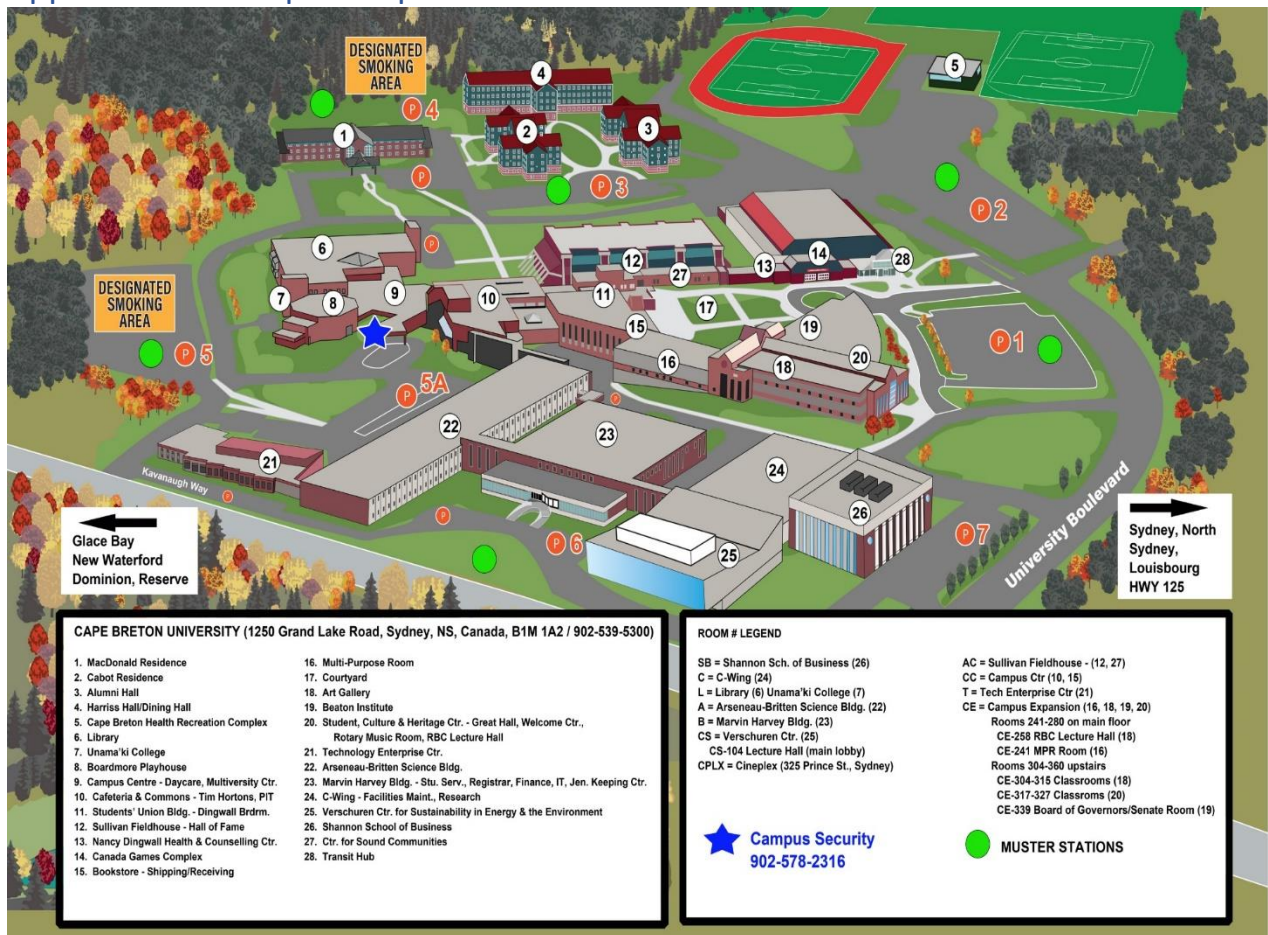 DESIGNATED
SMOKING
AREA
P 4
4
5
1
2
3
P
P 3
P 2
6
P
12
27
13
14
28
DESIGNATED
SMOKING
AREA
7
8
9
10
11
15
17
19
P 5
16
18
20
P 1
P 5A
22
P
23
24
21
Kavanaugh Way
P
P
P 6
25
26
P 7
University Boulevard
Glace Bay
New Waterford
Dominion, Reserve
Sydney, North
Sydney,
Louisbourg
HWY 125
CAPE BRETON UNIVERSITY (1250 Grand Lake Road, Sydney, NS, Canada, B1M 1A2 / 902-539-5300)
1. MacDonald Residence
2. Cabot Residence
3. Alumni Hall
4. Harriss Hall/Dining Hall
5. Cape Breton Health Recreation Complex
6. Library
7. Unama'ki College
8. Boardmore Playhouse
9. Campus Centre - Daycare, Multiversity Ctr.
10. Cafeteria & Commons - Tim Hortons, PIT
11. Students' Union Bldg. - Dingwall Brdrm.
12. Sullivan Fieldhouse - Hall of Fame
13. Nancy Dingwall Health & Counselling Ctr.
14. Canada Games Complex
15. Bookstore - Shipping/Receiving
16. Multi-Purpose Room
17. Courtyard
18. Art Gallery
19. Beaton Institute
20. Student, Culture & Heritage Ctr. - Great Hall, Welcome Ctr.,
Rotary Music Room, RBC Lecture Hall
21. Technology Enterprise Ctr.
22. Arseneau-Britten Science Bldg.
23. Marvin Harvey Bldg. - Stu. Serv., Registrar, Finance, IT, Jen. Keeping Ctr.
24. C-Wing - Facilities Maint., Research
25. Verschuren Ctr. for Sustainability in Energy & the Environment
26. Shannon School of Business
27. Ctr. for Sound Communities
28. Transit Hub
ROOM # LEGEND
SB = Shannon Sch. of Business (26)
C = C-Wing (24)
L = Library (6) Unama'ki College (7)
A = Arseneau-Britten Science Bldg. (22)
B = Marvin Harvey Bldg. (23)
CS = Verschuren Ctr. (25)
CS-104 Lecture Hall (main lobby)
CPLX = Cineplex (325 Prince St., Sydney)
AC = Sullivan Fieldhouse - (12, 27)
CC = Campus Ctr (10, 15)
T = Tech Enterprise Ctr (21)
CE = Campus Expansion (16, 18, 19, 20)
Rooms 241-280 on main floor
CE-258 RBC Lecture Hall (18)
CE-241 MPR Room (16)
Rooms 304-360 upstairs
CE-304-315 Classrooms (18)
CE-317-327 Classroms (20)
CE-339 Board of Governors/Senate Room (19)
Campus Security
902-578-2316
MUSTER STATIONS